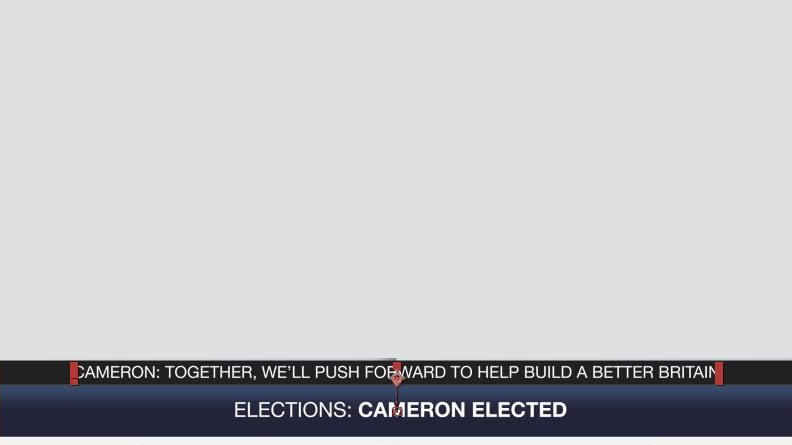 CAMERON: TOGETHER, WE'LL PUSH FORWARD TO HELP BUILD A BETTER BRITAIN
ELECTIONS: CAMERON ELECTED